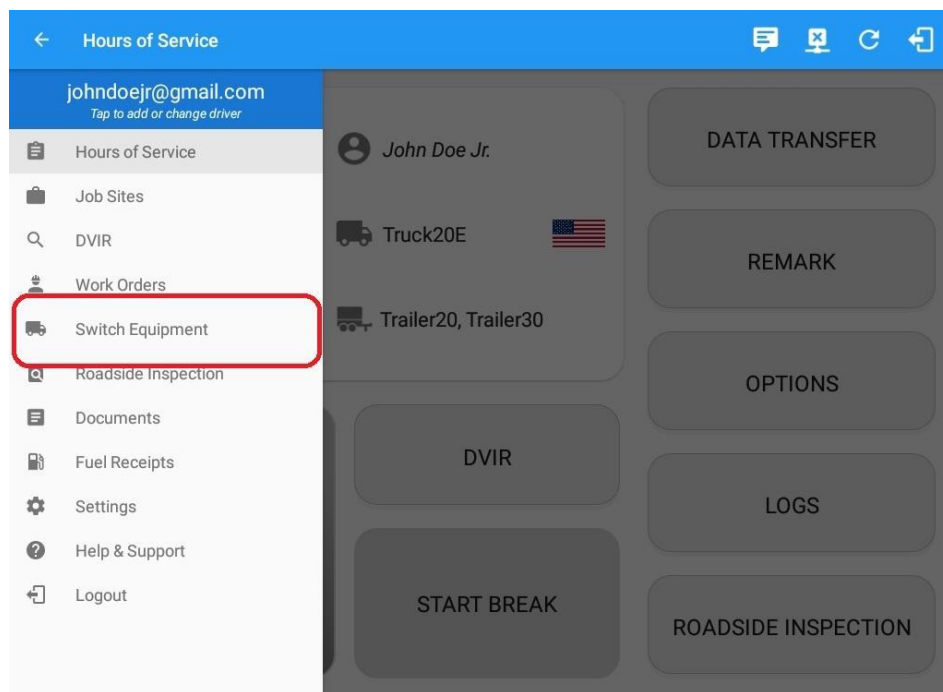 Hours of Service
johndoejr@gmail.com
Tap to add or change driver
Hours of Service
Job Sites
DVIR
Work Orders
Switch Equipment
Roadside Inspection
Documents
Fuel Receipts
Settings
Help & Support
Logout
John Doe Jr.
Truck20E
Trailer20, Trailer30
DVIR
START BREAK
DATA TRANSFER
REMARK
OPTIONS
LOGS
ROADSIDE INSPECTION